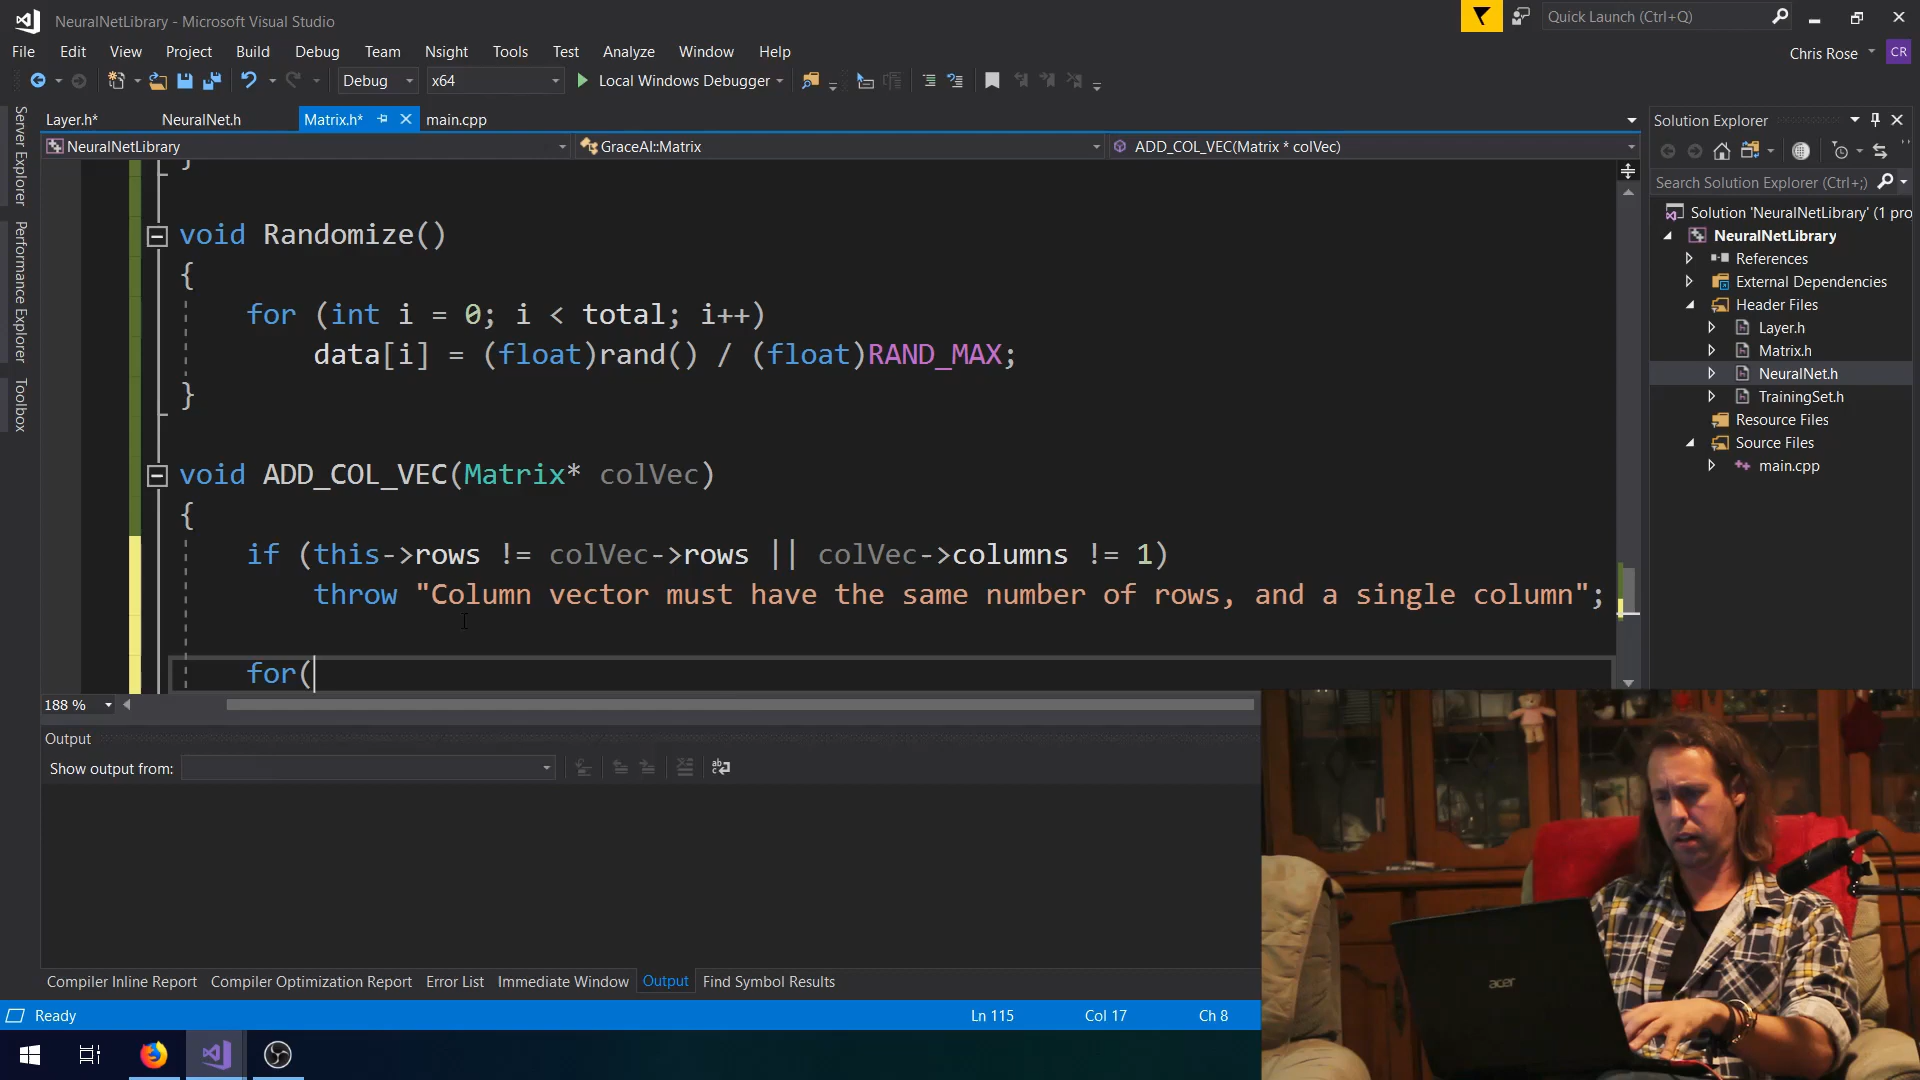 NeuralNetLibrary - Microsoft Visual Studio
Quick Launch (Ctrl+Q)
File Edit View Project Build Debug Team Nsight Tools Test Analyze Window Help
Chris Rose
CR
Debug x64 Local Windows Debugger
Server Explorer
Performance Explorer
Toolbox
Layer.h* NeuralNet.h Matrix.h* main.cpp
NeuralNetLibrary GraceAI::Matrix ADD_COL_VEC(Matrix * colVec)
}
void Randomize()
{
for (int i = 0; i < total; i++)
data[i] = (float)rand() / (float)RAND_MAX;
}
void ADD_COL_VEC(Matrix* colVec)
{
if (this->rows != colVec->rows || colVec->columns != 1)
throw "Column vector must have the same number of rows, and a single column";
for(
188 %
Solution Explorer
Search Solution Explorer (Ctrl+;)
Solution 'NeuralNetLibrary' (1 pro
NeuralNetLibrary
References
External Dependencies
Header Files
Layer.h
Matrix.h
NeuralNet.h
TrainingSet.h
Resource Files
Source Files
main.cpp
Output
Show output from:
Compiler Inline Report Compiler Optimization Report Error List Immediate Window Output Find Symbol Results
Ready Ln 115 Col 17 Ch 8
acer